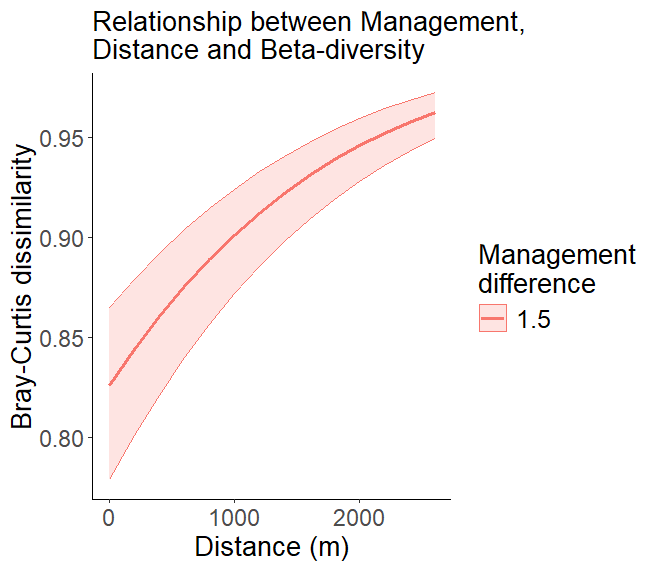 Relationship between Management,
Distance and Beta-diversity
Bray-Curtis dissimilarity
0.95
0.90
0.85
0.80
0
1000
2000
Distance (m)
Management
difference
1.5